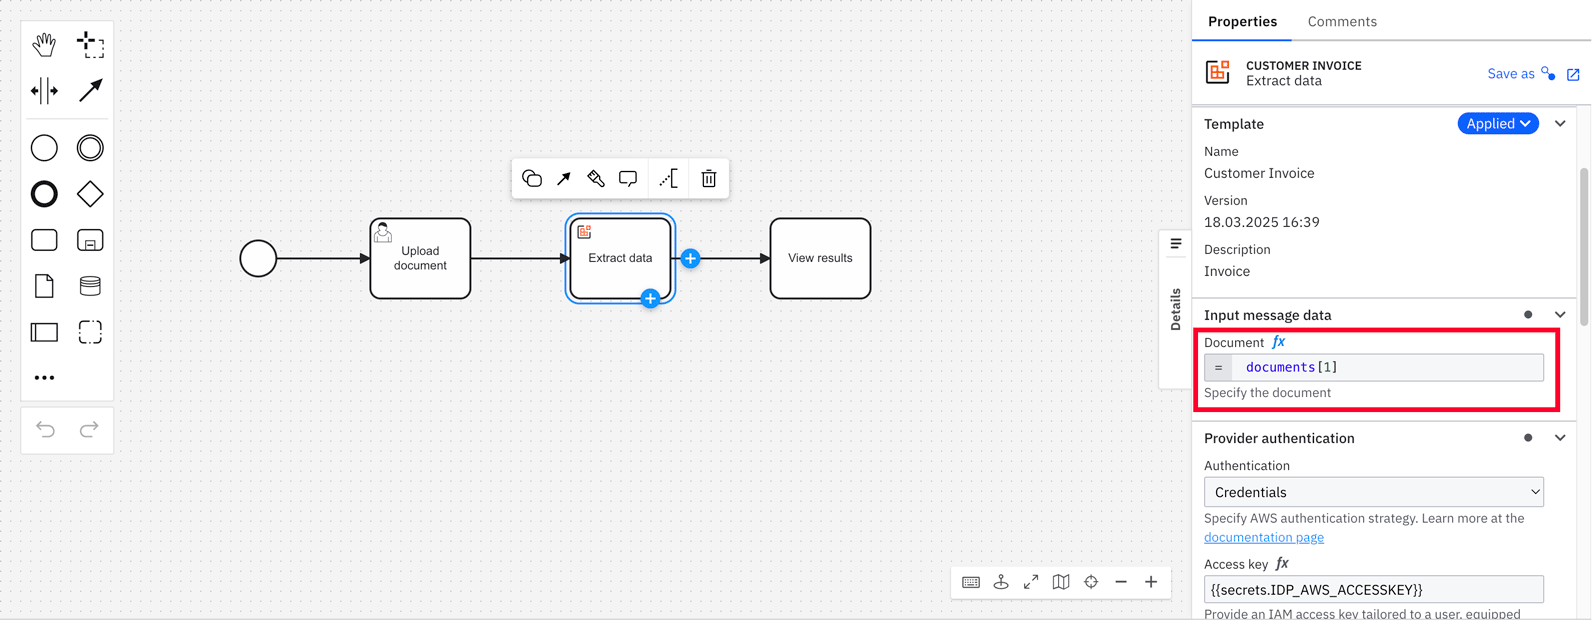 Properties
Comments
CUSTOMER INVOICE
Extract data
Save as
Template
Applied
Name
Customer Invoice
Version
18.03.2025 16:39
Description
Invoice
Input message data
Document fx
= documents[1]
Specify the document
Provider authentication
Authentication
Credentials
Specify AWS authentication strategy. Learn more at the
documentation page
Access key fx
{{secrets.IDP_AWS_ACCESSKEY}}
Provide an IAM access key tailored to a user, equipped
Details
Upload
document
Extract data
View results